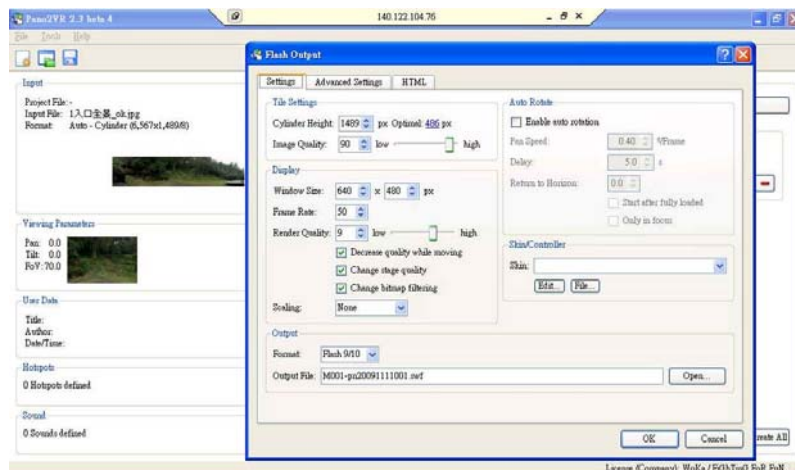 Pano2VR 2.3 beta 4
140.122.104.76
File Tools Help
Input
Project File: -
Input File: 1入口全景_ok.jpg
Format: Auto - Cylinder (6,567x1,489/8)
Viewing Parameters
Pan: 0.0
Tilt: 0.0
FoV: 70.0
User Data
Title:
Author:
Date/Time:
Hotspots
0 Hotspots defined
Sound
0 Sounds defined
Flash Output
Settings Advanced Settings HTML
Tile Settings
Cylinder Height: 1489 px Optimal: 486 px
Image Quality: 90 low high
Display
Window Size: 640 x 480 px
Frame Rate: 50
Render Quality: 9 low high
Decrease quality while moving
Change stage quality
Change bitmap filtering
Scaling: None
Auto Rotate
Enable auto rotation
Pan Speed: 0.40 °/Frame
Delay: 5.0 s
Return to Horizon: 0.0
Start after fully loaded
Only in focus
Skin/Controller
Skin:
Edit... File...
Output
Format: Flash 9/10
Output File: M001-pn20091111001.swf Open...
OK Cancel
reate All
License (Company):